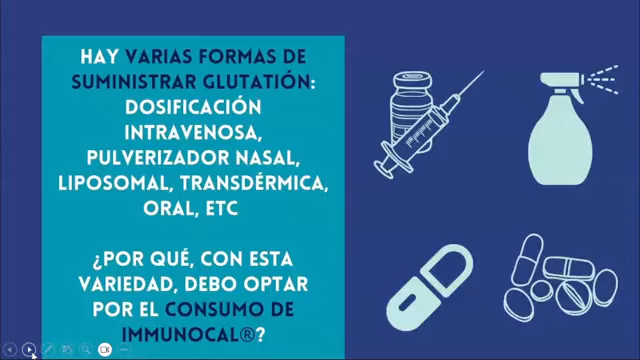 HAY VARIAS FORMAS DE
SUMINISTRAR GLUTATIÓN:
DOSIFICACIÓN
INTRAVENOSA,
PULVERIZADOR NASAL,
LIPOSOMAL, TRANSDÉRMICA,
ORAL, ETC
¿POR QUÉ, CON ESTA
VARIEDAD, DEBO OPTAR
POR EL CONSUMO DE
IMMUNOCAL®?